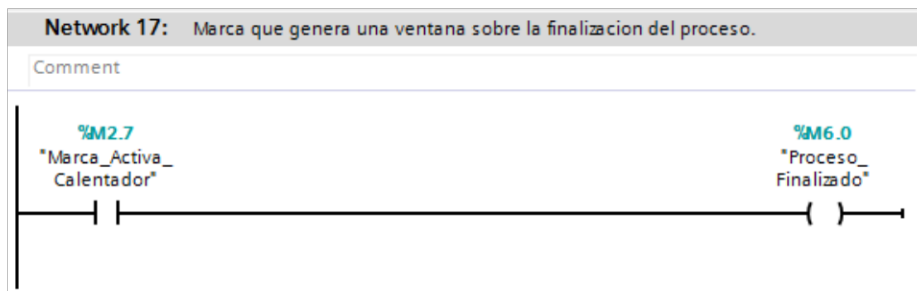 Network 17: Marca que genera una ventana sobre la finalizacion del proceso.
Comment
%M2.7
"Marca_Activa_
Calentador"
%M6.0
"Proceso_
Finalizado"